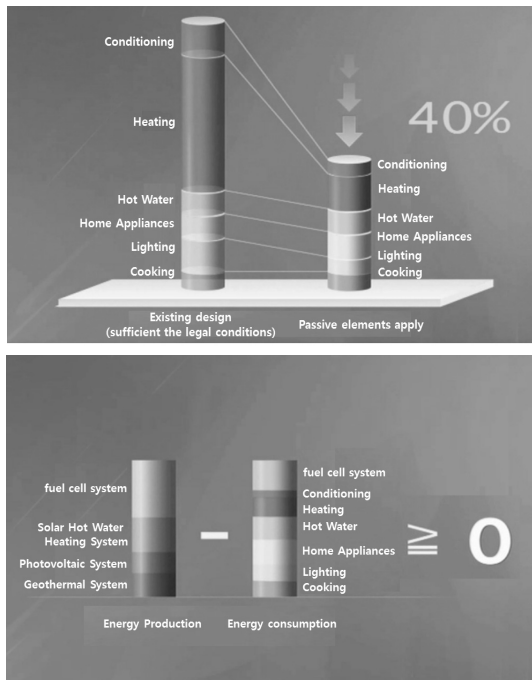 Conditioning
Heating
Hot Water
Home Appliances
Lighting
Cooking
Existing design
(sufficient the legal conditions)
40%
Conditioning
Heating
Hot Water
Home Appliances
Lighting
Cooking
Passive elements apply
fuel cell system
Solar Hot Water
Heating System
Photovoltaic System
Geothermal System
Energy Production
−
fuel cell system
Conditioning
Heating
Hot Water
Home Appliances
Lighting
Cooking
Energy consumption
≧ 0